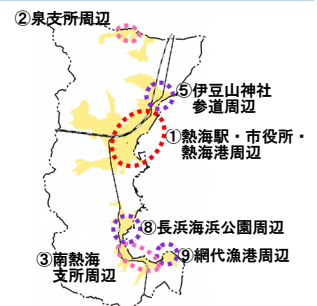 ②泉支所周辺
⑤伊豆山神社
参道周辺
①熱海駅・市役所・
熱海港周辺
⑧長浜海浜公園周辺
③南熱海
支所周辺
⑨網代漁港周辺